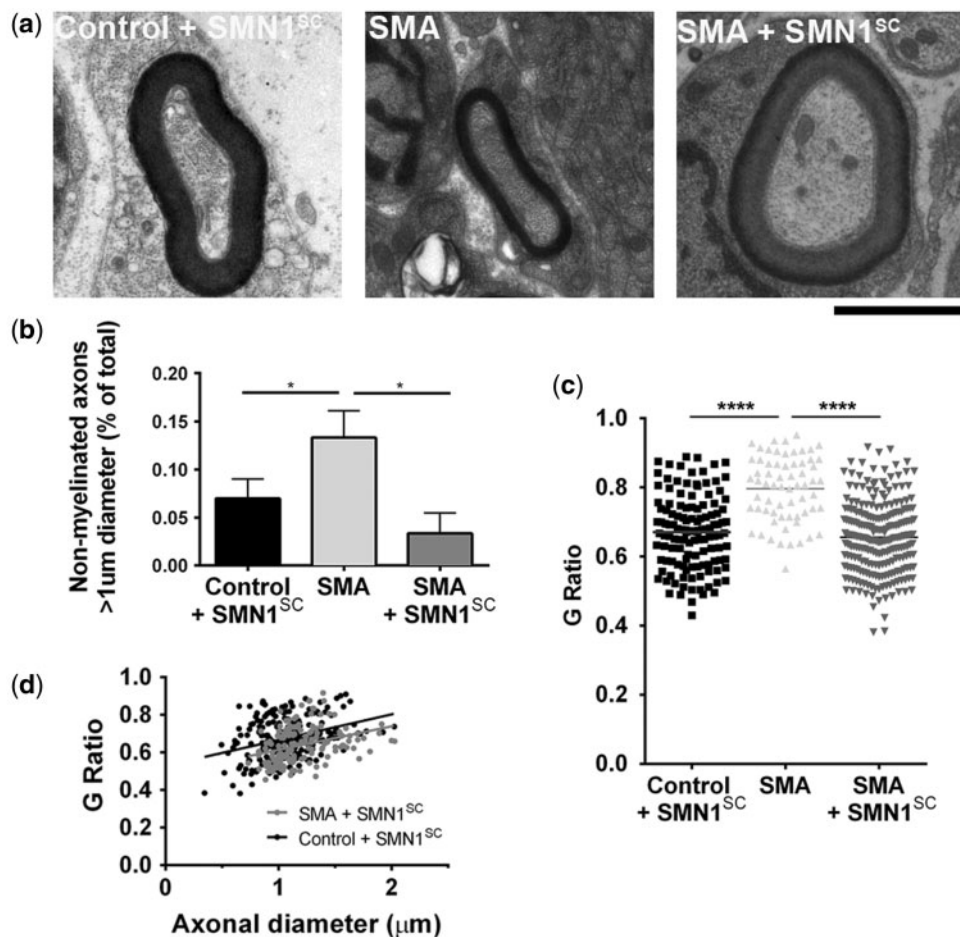 (a)
Control + SMN1SC
SMA
SMA + SMN1SC
(b)
Non-myelinated axons
>1um diameter (% of total)
0.20
0.15
0.10
0.05
0.00
*
*
Control
+ SMN1SC
SMA
SMA
+ SMN1SC
(c)
G Ratio
1.0
0.8
0.6
0.4
0.2
0.0
****
****
Control
+ SMN1SC
SMA
SMA
+ SMN1SC
(d)
G Ratio
1.0
0.8
0.6
0.4
0.2
0.0
SMA + SMN1SC
Control + SMN1SC
0
1
2
Axonal diameter (μm)